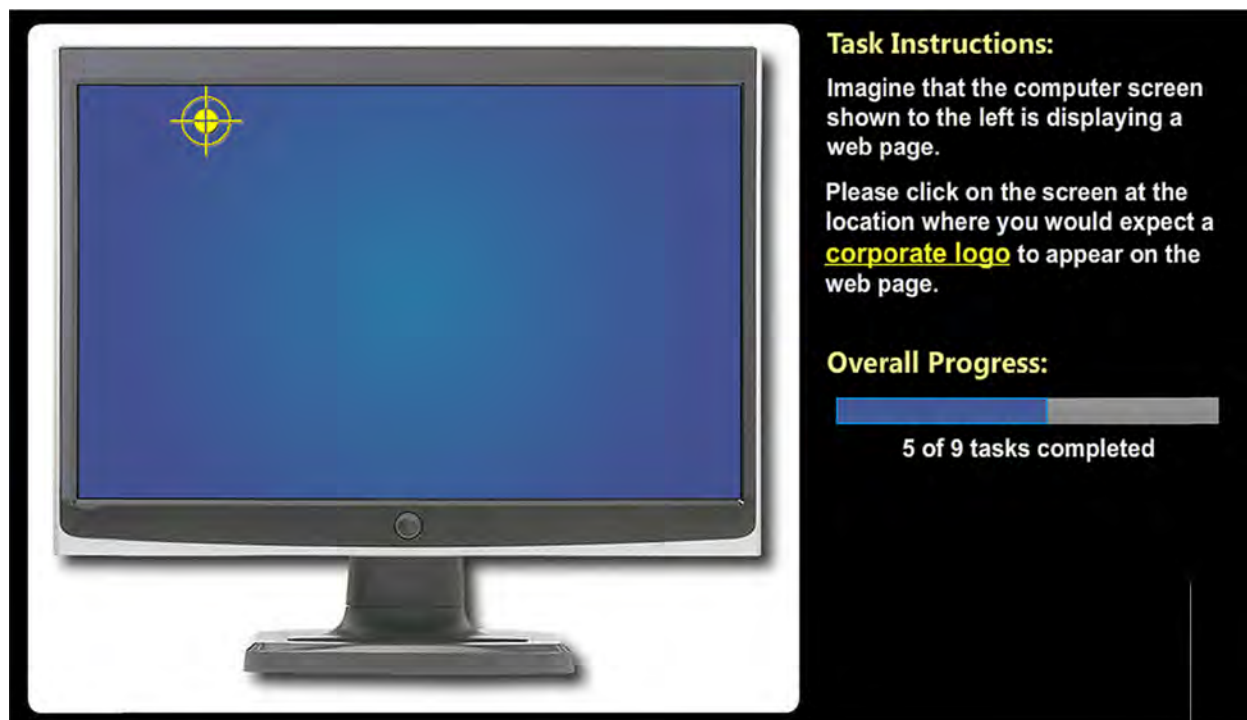 Task Instructions:
Imagine that the computer screen
shown to the left is displaying a
web page.
Please click on the screen at the
location where you would expect a
corporate logo to appear on the
web page.
Overall Progress:
5 of 9 tasks completed